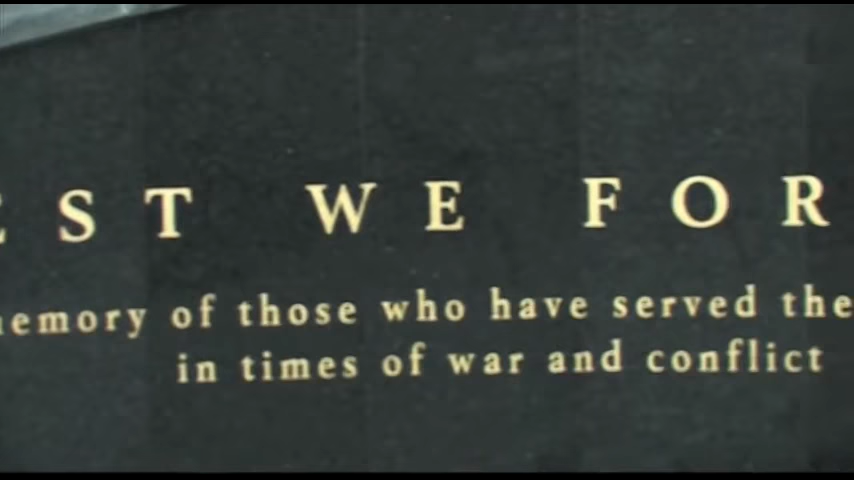 EST WE FOR
emory of those who have served the
in times of war and conflict